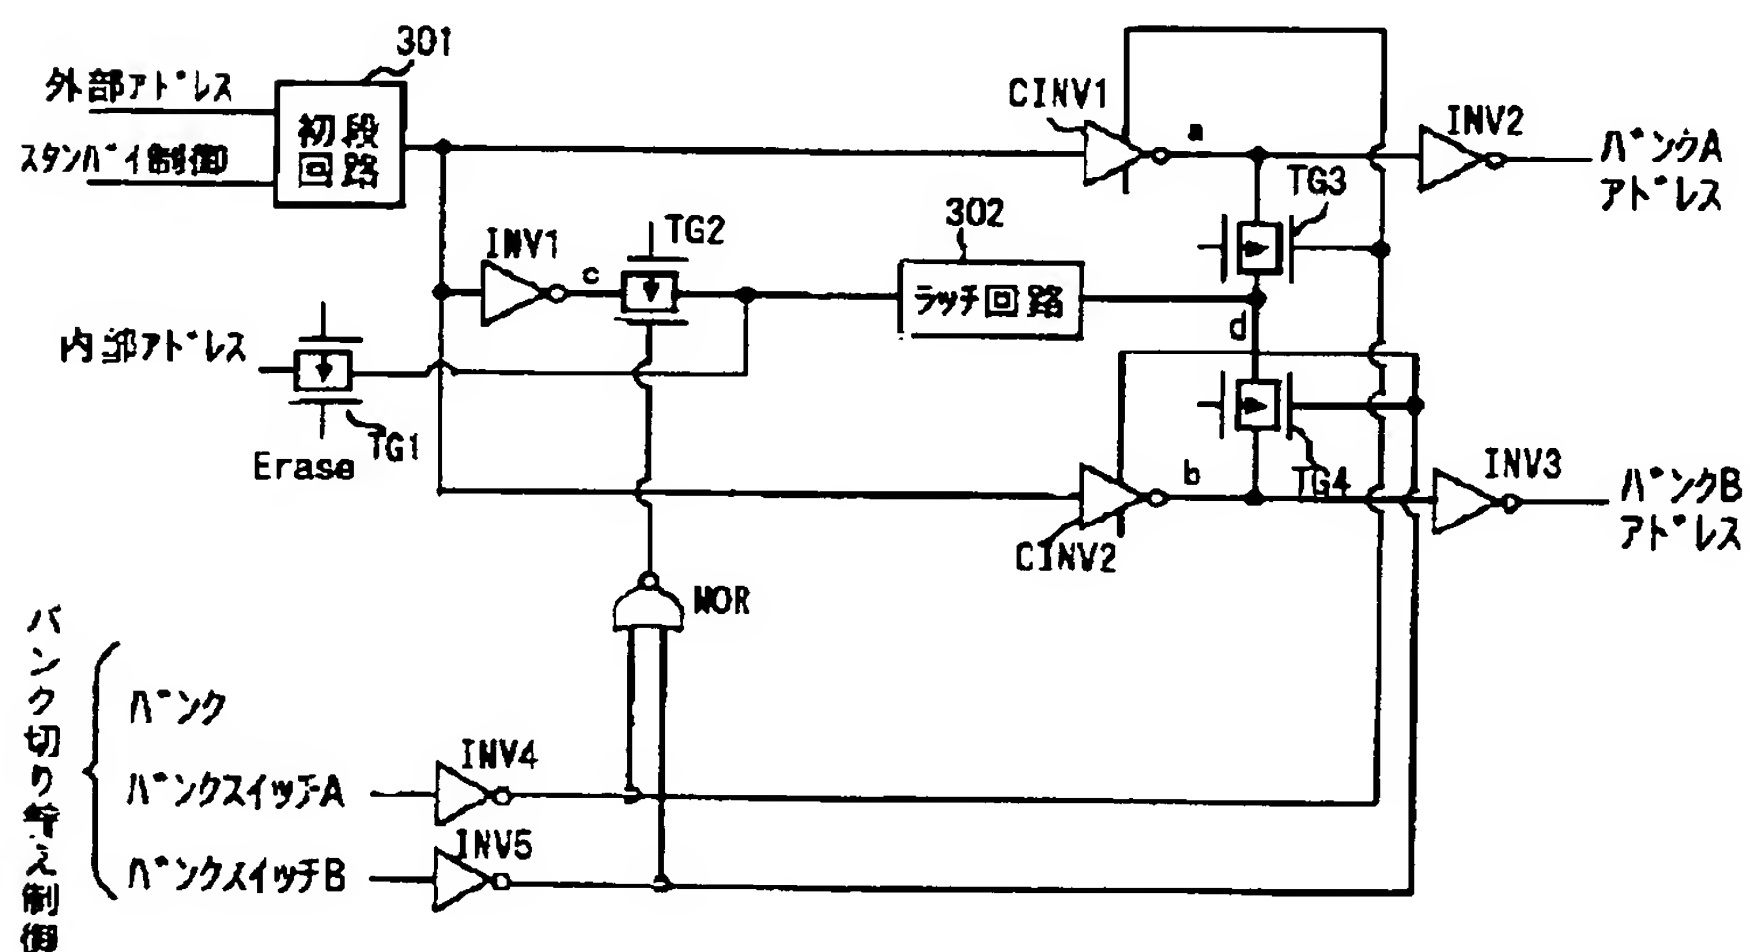 301
外部アドレス
スタンバイ制御
初段
回路
CINV1
a
INV2
バンクA
アドレス
TG3
302
INV1
c
TG2
ラッチ回路
d
内部アドレス
TG1
Erase
b
TG4
INV3
バンクB
アドレス
CINV2
NOR
バンク切り替え制御
バンク
バンクスイッチA
INV4
バンクスイッチB
INV5